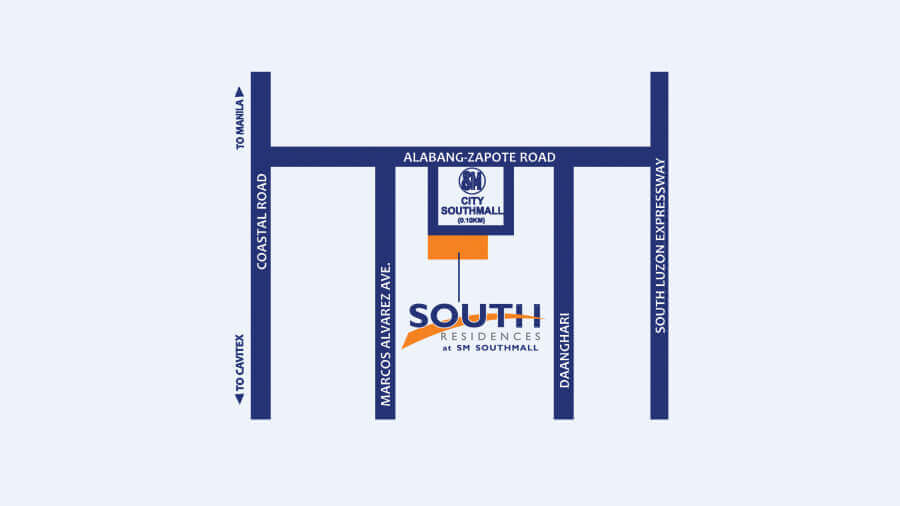 TO MANILA
ALABANG-ZAPOTE ROAD
SM
CITY
SOUTHMALL
(0.10KM)
COASTAL ROAD
SOUTH LUZON EXPRESSWAY
MARCOS ALVAREZ AVE.
SOUTH
RESIDENCES
at SM SOUTHMALL
DAANGHARI
TO CAVITEX